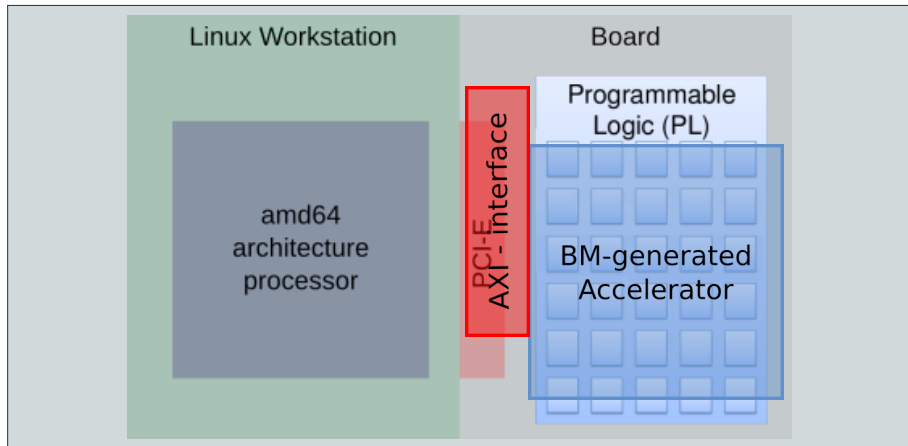 Linux Workstation
Board
amd64
architecture
processor
PCI-E
AXI - interface
Programmable
Logic (PL)
BM-generated
Accelerator